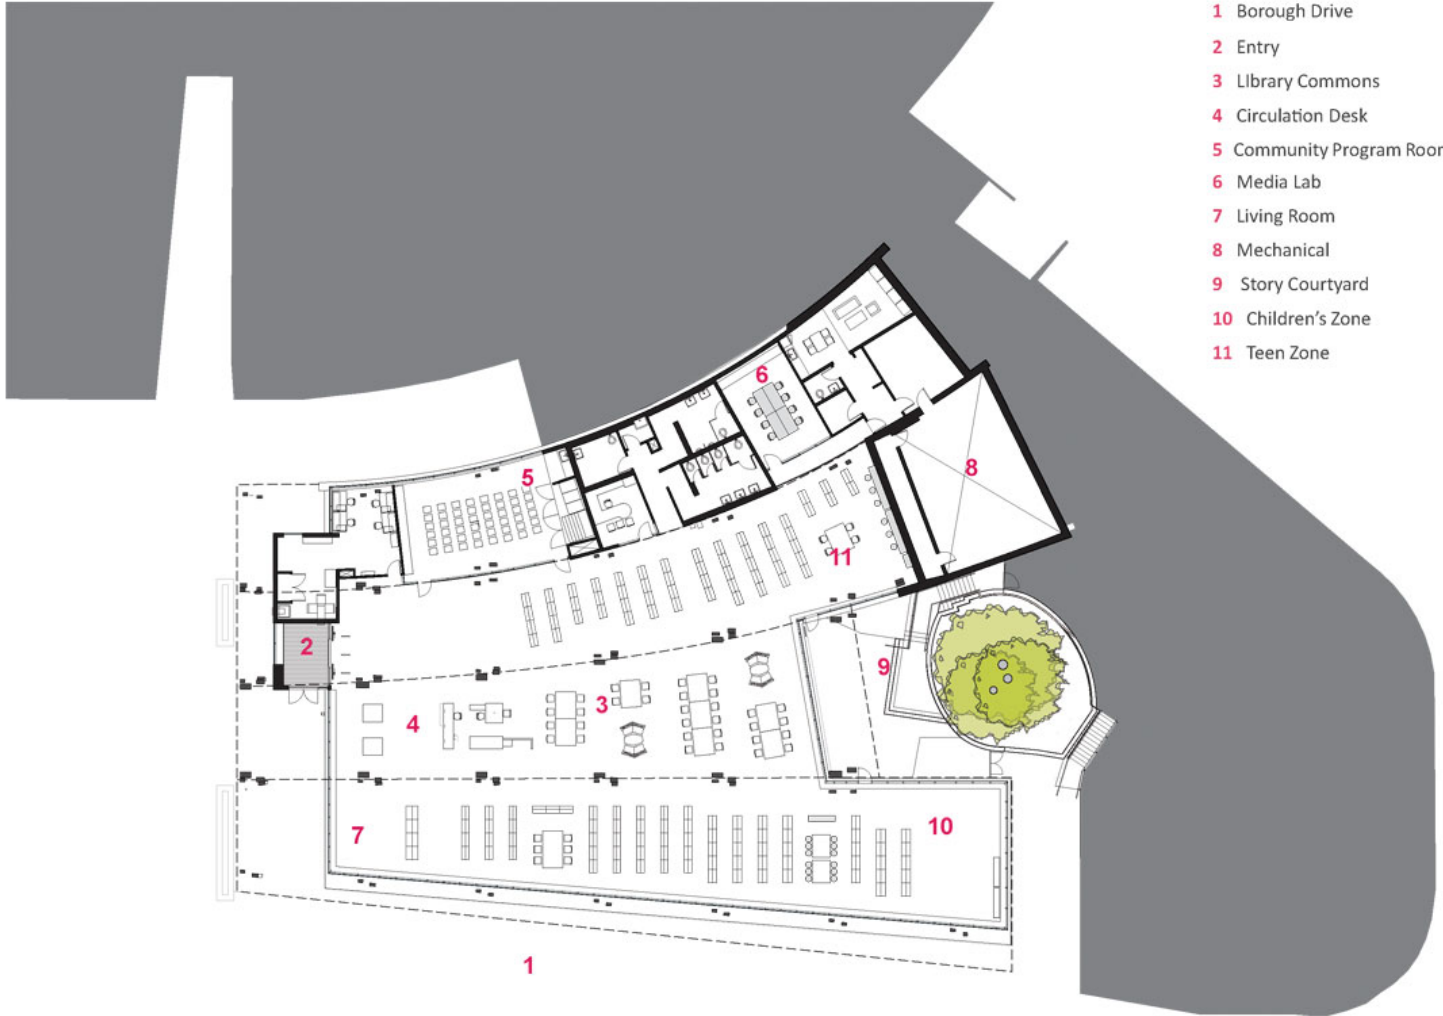 1 Borough Drive
2 Entry
3 LIbrary Commons
4 Circulation Desk
5 Community Program Room
6 Media Lab
7 Living Room
8 Mechanical
9 Story Courtyard
10 Children's Zone
11 Teen Zone
6
5
8
11
2
9
3
4
7
10
1